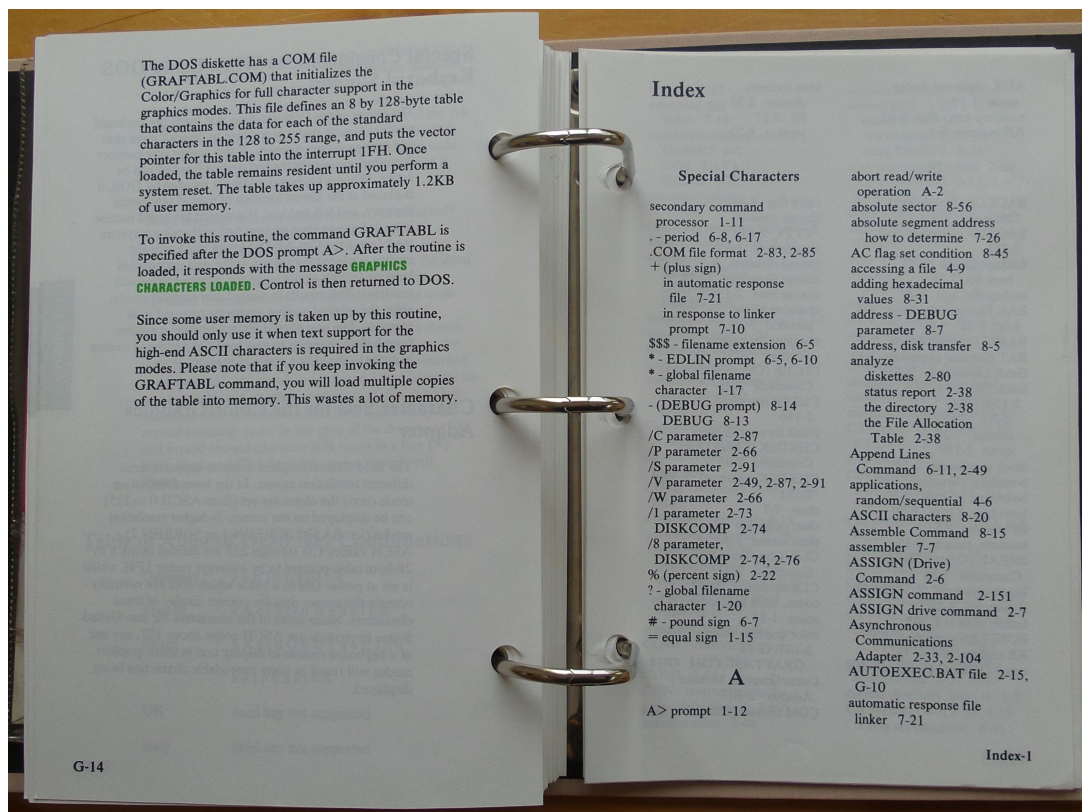 The DOS diskette has a COM file
(GRAFTABL.COM) that initializes the
Color/Graphics for full character support in the
graphics modes. This file defines an 8 by 128-byte table
that contains the data for each of the standard
characters in the 128 to 255 range, and puts the vector
pointer for this table into the interrupt 1FH. Once
loaded, the table remains resident until you perform a
system reset. The table takes up approximately 1.2KB
of user memory.
To invoke this routine, the command GRAFTABL is
specified after the DOS prompt A>. After the routine is
loaded, it responds with the message GRAPHICS
CHARACTERS LOADED. Control is then returned to DOS.
Since some user memory is taken up by this routine,
you should only use it when text support for the
high-end ASCII characters is required in the graphics
modes. Please note that if you keep invoking the
GRAFTABL command, you will load multiple copies
of the table into memory. This wastes a lot of memory.
G-14
Index
Special Characters
secondary command
processor 1-11
. - period 6-8, 6-17
.COM file format 2-83, 2-85
+ (plus sign)
in automatic response
file 7-21
in response to linker
prompt 7-10
$$$ - filename extension 6-5
* - EDLIN prompt 6-5, 6-10
* - global filename
character 1-17
- (DEBUG prompt) 8-14
DEBUG 8-13
/C parameter 2-87
/P parameter 2-66
/S parameter 2-91
/V parameter 2-49, 2-87, 2-91
/W parameter 2-66
/1 parameter 2-73
DISKCOMP 2-74
/8 parameter,
DISKCOMP 2-74, 2-76
% (percent sign) 2-22
? - global filename
character 1-20
# - pound sign 6-7
= equal sign 1-15
A
A> prompt 1-12
abort read/write
operation A-2
absolute sector 8-56
absolute segment address
how to determine 7-26
AC flag set condition 8-45
accessing a file 4-9
adding hexadecimal
values 8-31
address - DEBUG
parameter 8-7
address, disk transfer 8-5
analyze
diskettes 2-80
status report 2-38
the directory 2-38
the File Allocation
Table 2-38
Append Lines
Command 6-11, 2-49
applications,
random/sequential 4-6
ASCII characters 8-20
Assemble Command 8-15
assembler 7-7
ASSIGN (Drive)
Command 2-6
ASSIGN command 2-151
ASSIGN drive command 2-7
Asynchronous
Communications
Adapter 2-33, 2-104
AUTOEXEC.BAT file 2-15,
G-10
automatic response file
linker 7-21
Index-1